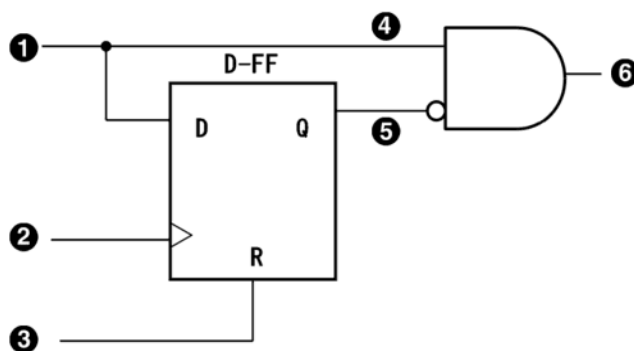 ❶
❹
D-FF
❻
D Q
❺
❷
R
❸